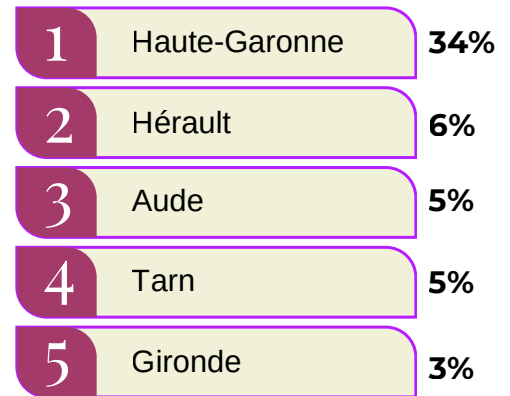 1 Haute-Garonne 34%
2 Hérault 6%
3 Aude 5%
4 Tarn 5%
5 Gironde 3%